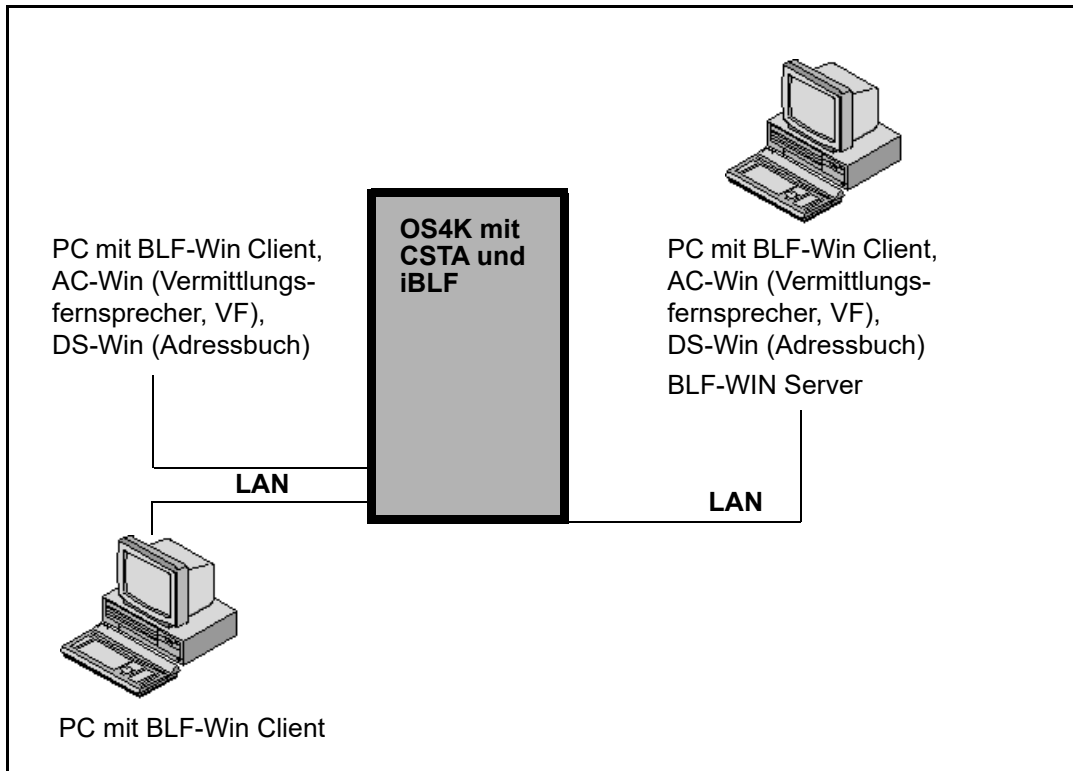 OS4K mit
CSTA und
iBLF
PC mit BLF-Win Client,
AC-Win (Vermittlungs-
fernsprecher, VF),
DS-Win (Adressbuch)
PC mit BLF-Win Client,
AC-Win (Vermittlungs-
fernsprecher, VF),
DS-Win (Adressbuch)
BLF-WIN Server
LAN
LAN
PC mit BLF-Win Client